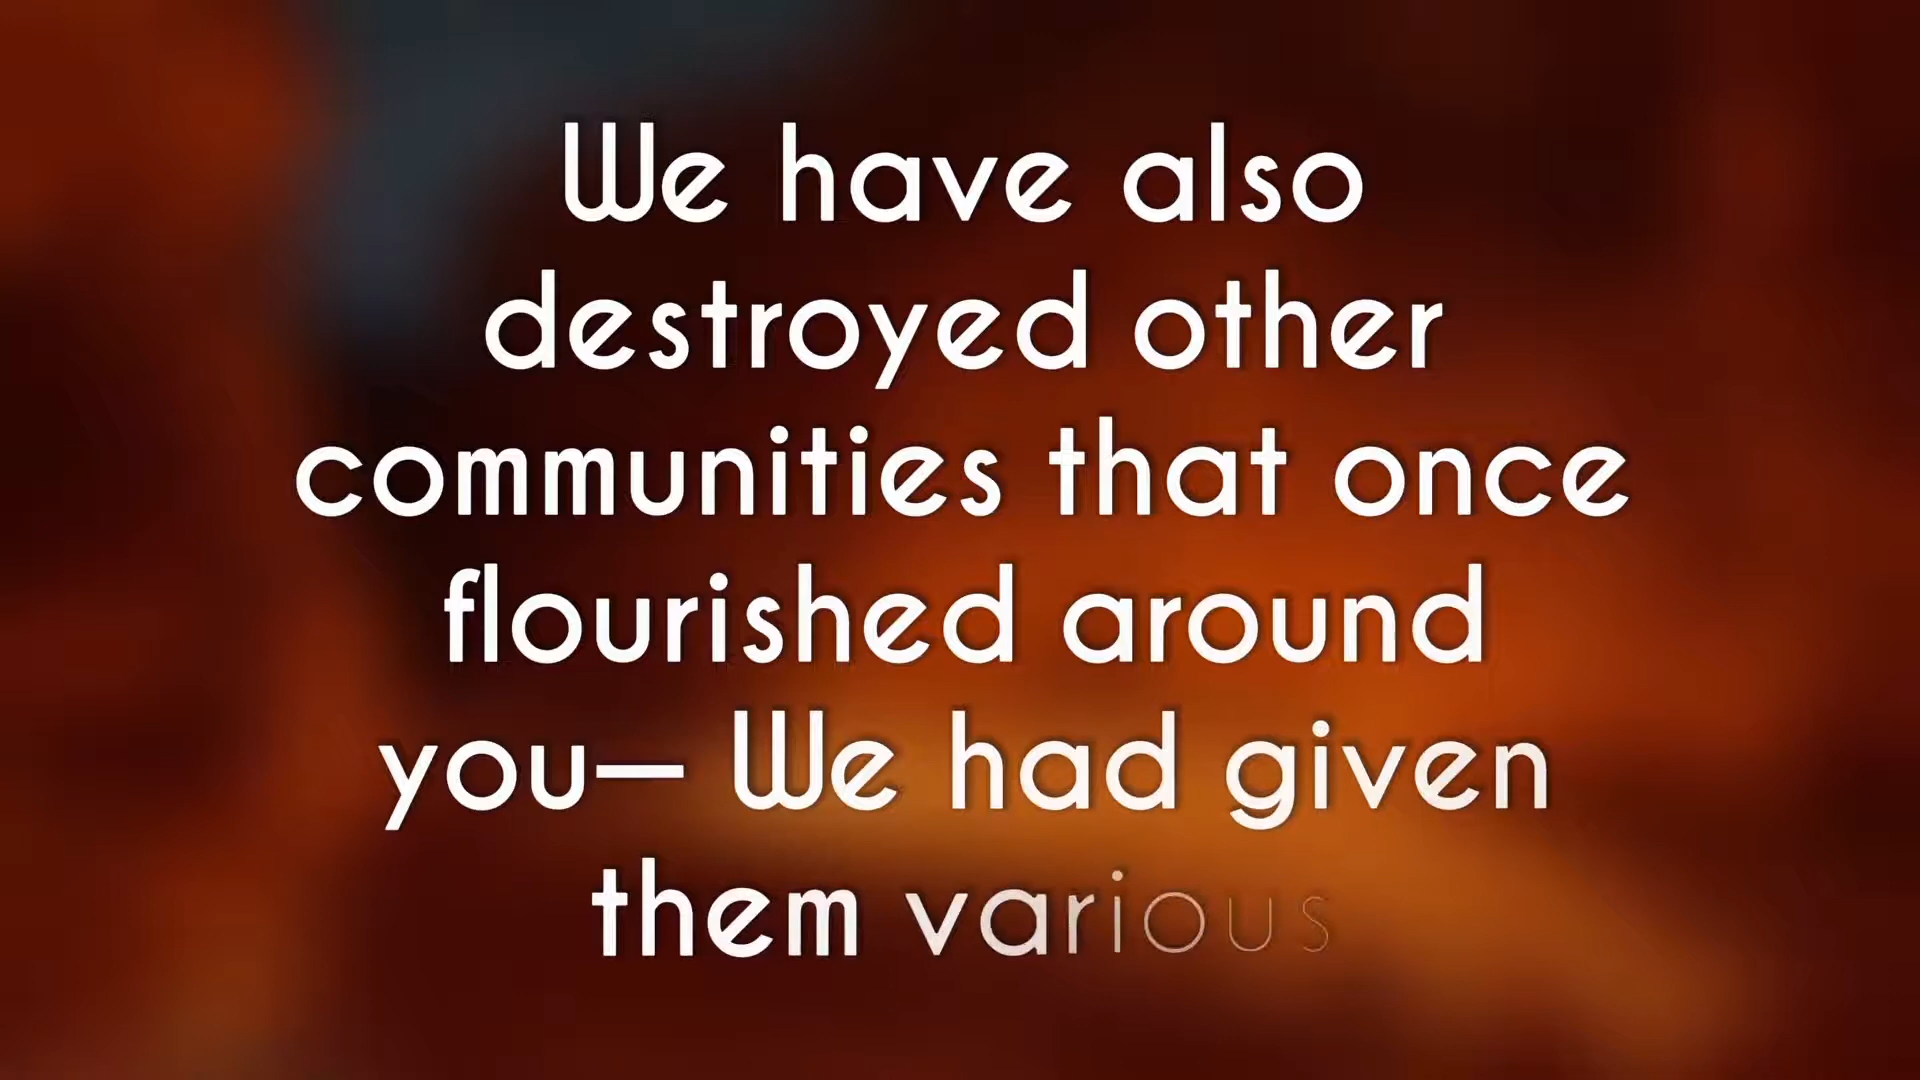 We have also
destroyed other
communities that once
flourished around
you— We had given
them various